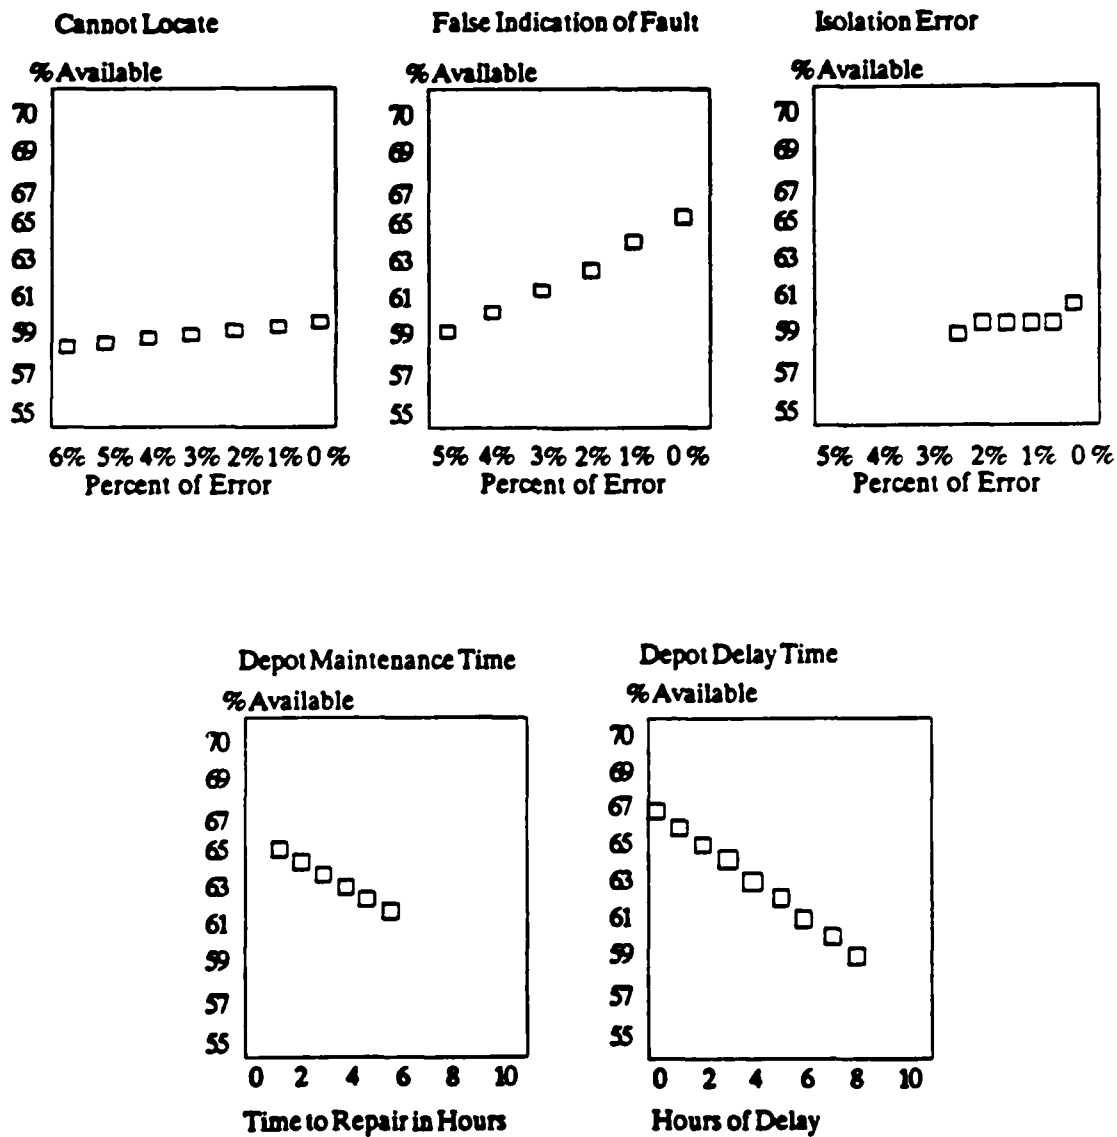 Cannot Locate
% Available
70
69
67
65
63
61
59
57
55
6% 5% 4% 3% 2% 1% 0 %
Percent of Error
False Indication of Fault
% Available
70
69
67
65
63
61
59
57
55
5% 4% 3% 2% 1% 0 %
Percent of Error
Isolation Error
% Available
70
69
67
65
63
61
59
57
55
5% 4% 3% 2% 1% 0 %
Percent of Error
Depot Maintenance Time
% Available
70
69
67
65
63
61
59
57
55
0 2 4 6 8 10
Time to Repair in Hours
Depot Delay Time
% Available
70
69
67
65
63
61
59
57
55
0 2 4 6 8 10
Hours of Delay